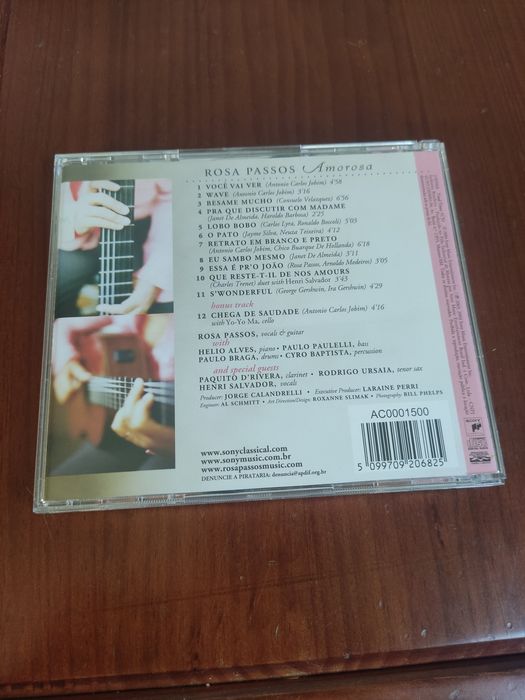 ROSA PASSOS Amorosa
1 VOCÊ VAI VER (Antonio Carlos Jobim) 4'58
2 WAVE (Antonio Carlos Jobim) 3'16
3 BESAME MUCHO (Consuelo Velazquez) 5'56
4 PRA QUE DISCUTIR COM MADAME
(Janet De Almeida, Haroldo Barbosa) 2'25
5 LOBO BOBO (Carlos Lyra, Ronaldo Boscoli) 5'03
6 O PATO (Jayme Silva, Neuza Teixeira) 4'12
7 RETRATO EM BRANCO E PRETO
(Antonio Carlos Jobim, Chico Buarque De Hollanda) 6'18
8 EU SAMBO MESMO (Janet De Almeida) 3'11
9 ESSA É PR'O JOÃO (Rosa Passos, Arnoldo Medeiros) 3'05
10 QUE RESTE-T-IL DE NOS AMOURS
(Charles Trenet) duet with Henri Salvador 3'43
11 S'WONDERFUL (George Gershwin, Ira Gershwin) 4'29
bonus track
12 CHEGA DE SAUDADE (Antonio Carlos Jobim) 4'16
with Yo-Yo Ma, cello
ROSA PASSOS, vocals & guitar
with
HELIO ALVES, piano • PAULO PAULELLI, bass
PAULO BRAGA, drums • CYRO BAPTISTA, percussion
and special guests
PAQUITO D'RIVERA, clarinet • RODRIGO URSAIA, tenor sax
HENRI SALVADOR, vocals
Producer: JORGE CALANDRELLI • Executive Producer: LARAINE PERRI
Engineer: AL SCHMITT • Art Direction/Design: ROXANNE SLIMAK • Photography: BILL PHELPS
www.sonyclassical.com
www.sonymusic.com.br
www.rosapassosmusic.com
DENUNCIE A PIRATARIA: denuncie@apdif.org.br
AC0001500
5 099709 206825
SONY